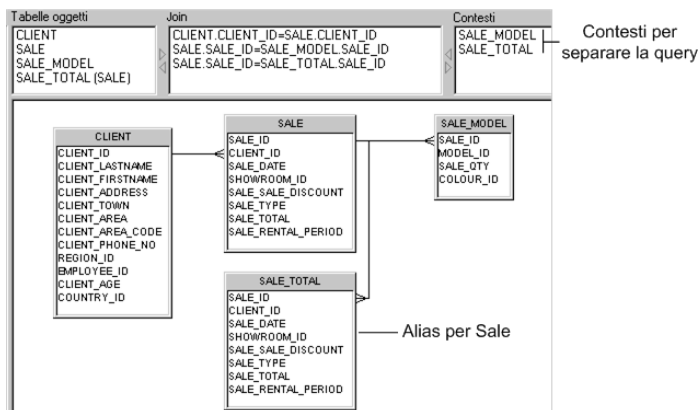 Tabelle oggetti
CLIENT
SALE
SALE_MODEL
SALE_TOTAL (SALE)
Join
CLIENT.CLIENT_ID=SALE.CLIENT_ID
SALE.SALE_ID=SALE_MODEL.SALE_ID
SALE.SALE_ID=SALE_TOTAL.SALE_ID
Contesti
SALE_MODEL
SALE_TOTAL
Contesti per
separare la query
CLIENT
CLIENT_ID
CLIENT_LASTNAME
CLIENT_FIRSTNAME
CLIENT_ADDRESS
CLIENT_TOWN
CLIENT_AREA
CLIENT_AREA_CODE
CLIENT_PHONE_NO
REGION_ID
EMPLOYEE_ID
CLIENT_AGE
COUNTRY_ID
SALE
SALE_ID
CLIENT_ID
SALE_DATE
SHOWROOM_ID
SALE_SALE_DISCOUNT
SALE_TYPE
SALE_TOTAL
SALE_RENTAL_PERIOD
SALE_MODEL
SALE_ID
MODEL_ID
SALE_QTY
COLOUR_ID
SALE_TOTAL
SALE_ID
CLIENT_ID
SALE_DATE
SHOWROOM_ID
SALE_SALE_DISCOUNT
SALE_TYPE
SALE_TOTAL
SALE_RENTAL_PERIOD
Alias per Sale